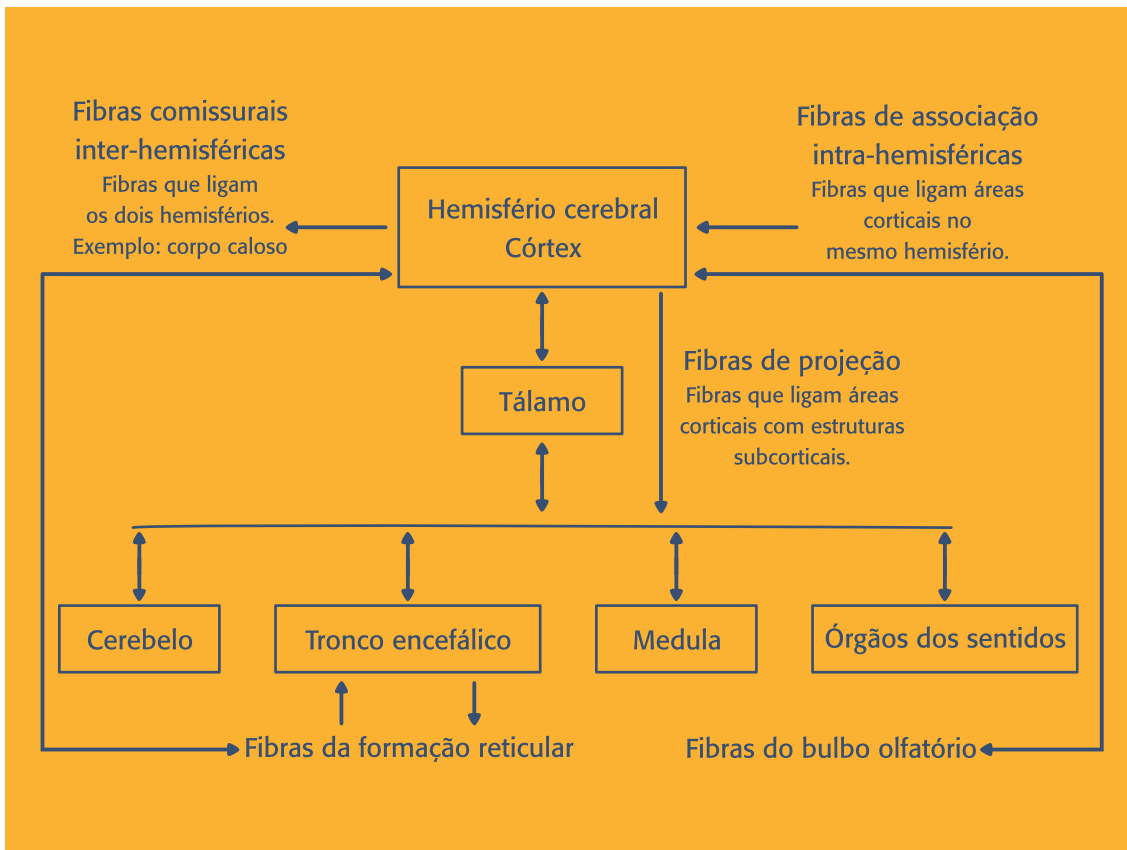 Fibras comissurais
inter-hemisféricas
Fibras que ligam
os dois hemisférios.
Exemplo: corpo caloso
Hemisfério cerebral
Córtex
Fibras de associação
intra-hemisféricas
Fibras que ligam áreas
corticais no
mesmo hemisfério.
Tálamo
Fibras de projeção
Fibras que ligam áreas
corticais com estruturas
subcorticais.
Cerebelo
Tronco encefálico
Medula
Órgãos dos sentidos
Fibras da formação reticular
Fibras do bulbo olfatório